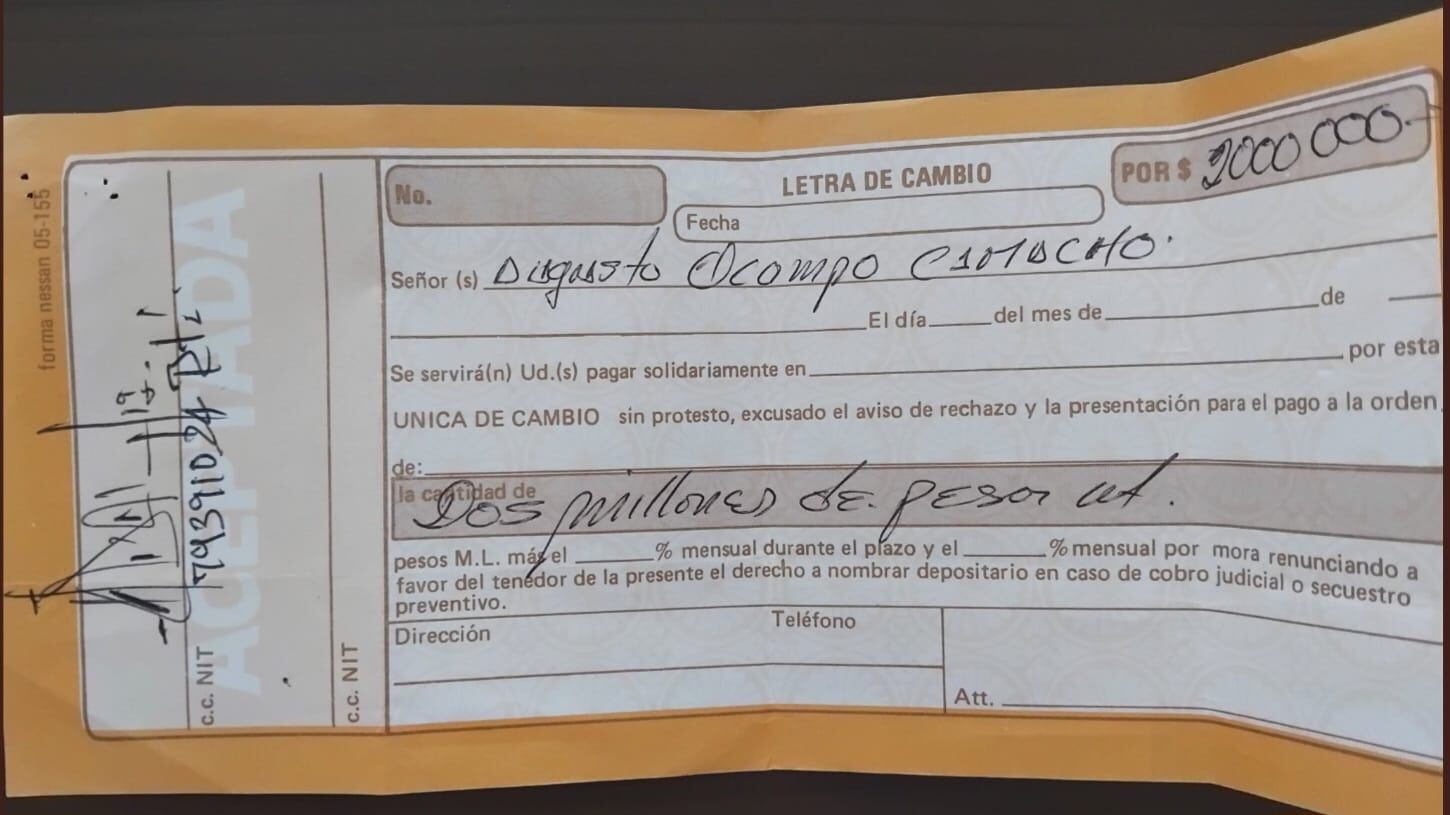 forma nessan 05-155
ACEPTADA
c.c. NIT 79391024
c.c. NIT
No.
LETRA DE CAMBIO
POR $ 2000 000.-
Fecha
Señor (s) Ocampo
El día del mes de de
Se servirá(n) Ud.(s) pagar solidariamente en por esta
UNICA DE CAMBIO sin protesto, excusado el aviso de rechazo y la presentación para el pago a la orden
de:
la cantidad de
Dos millones de pesos
pesos M.L. más el % mensual durante el plazo y el % mensual por mora renunciando a
favor del tenedor de la presente el derecho a nombrar depositario en caso de cobro judicial o secuestro
preventivo.
Dirección
Teléfono
Att.